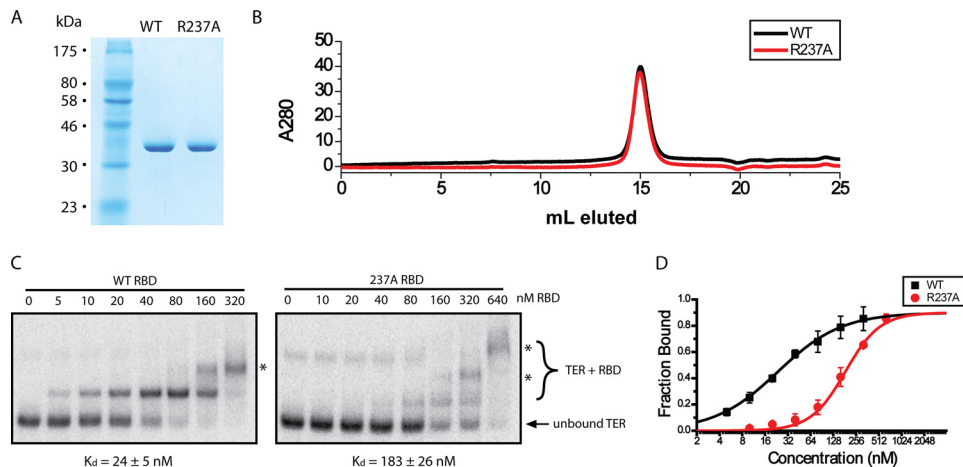 A
kDa
WT R237A
175
80
58
46
30
23
B
50
40
30
20
10
0
A280
0 5 10 15 20 25
mL eluted
WT
R237A
C
WT RBD
0 5 10 20 40 80 160 320
*
Kd = 24 ± 5 nM
237A RBD
0 10 20 40 80 160 320 640 nM RBD
*
*
TER + RBD
unbound TER
Kd = 183 ± 26 nM
D
WT
R237A
1.0
0.8
0.6
0.4
0.2
0.0
Fraction Bound
2 4 8 16 32 64 128 256 512 1024 2048
Concentration (nM)